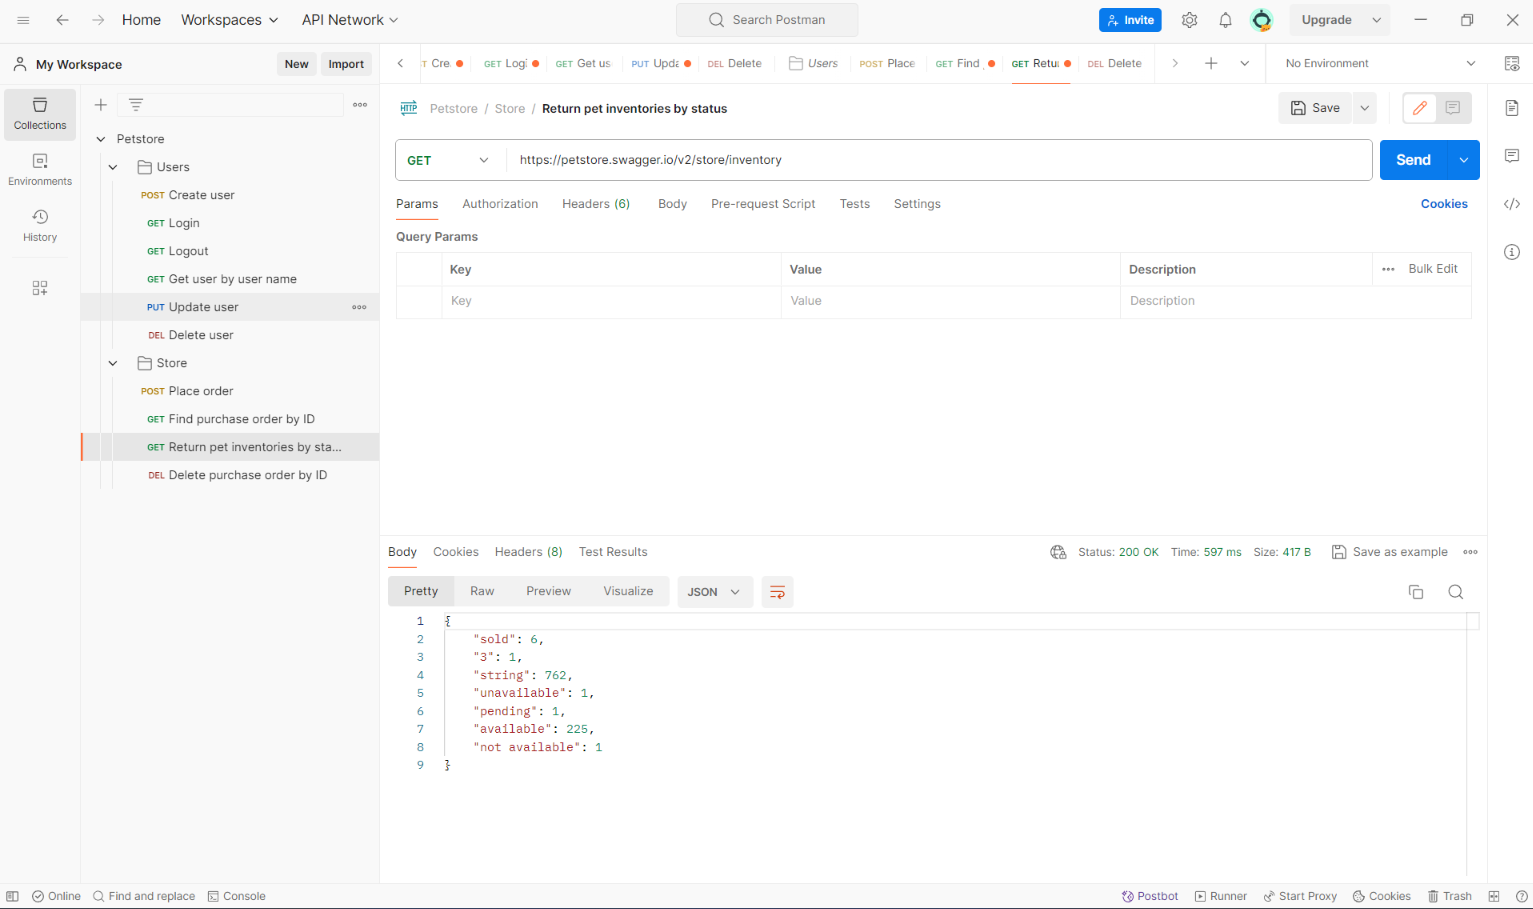 Home Workspaces API Network Search Postman Invite Upgrade
My Workspace New Import
Cre GET Logi GET Get us PUT Upda DEL Delete Users POST Place GET Find GET Retu DEL Delete No Environment
Collections
Environments
History
Petstore
Users
POST Create user
GET Login
GET Logout
GET Get user by user name
PUT Update user
DEL Delete user
Store
POST Place order
GET Find purchase order by ID
GET Return pet inventories by sta...
DEL Delete purchase order by ID
HTTP Petstore / Store / Return pet inventories by status Save
GET https://petstore.swagger.io/v2/store/inventory Send
Params Authorization Headers (6) Body Pre-request Script Tests Settings Cookies
Query Params
Key Value Description Bulk Edit
Key Value Description
Body Cookies Headers (8) Test Results Status: 200 OK Time: 597 ms Size: 417 B Save as example
Pretty Raw Preview Visualize JSON
1 {
2 "sold": 6,
3 "3": 1,
4 "string": 762,
5 "unavailable": 1,
6 "pending": 1,
7 "available": 225,
8 "not available": 1
9 }
Online Find and replace Console Postbot Runner Start Proxy Cookies Trash